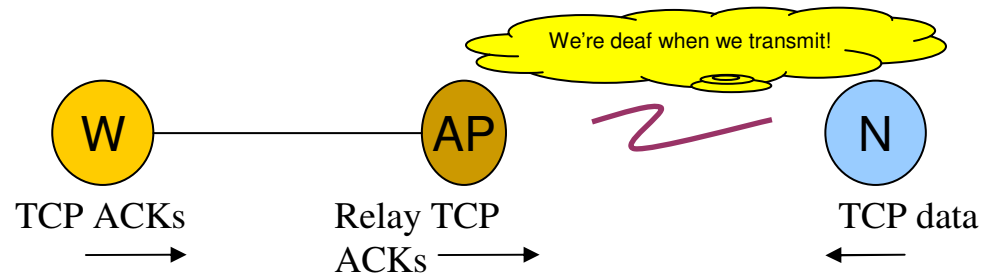 We're deaf when we transmit!
W
AP
N
TCP ACKs
Relay TCP
ACKs
TCP data